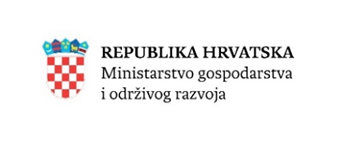 REPUBLIKA HRVATSKA
Ministarstvo gospodarstva
i održivog razvoja